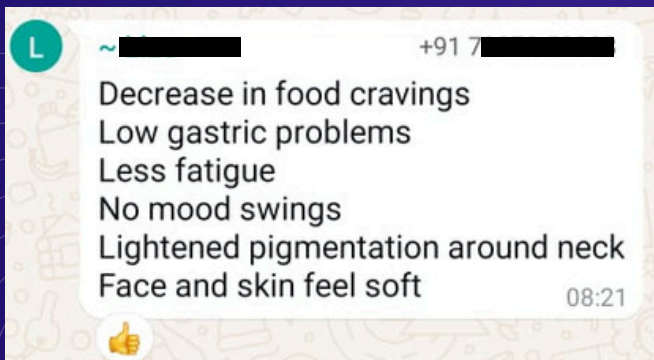 L
~
+91 7
Decrease in food cravings
Low gastric problems
Less fatigue
No mood swings
Lightened pigmentation around neck
Face and skin feel soft
08:21